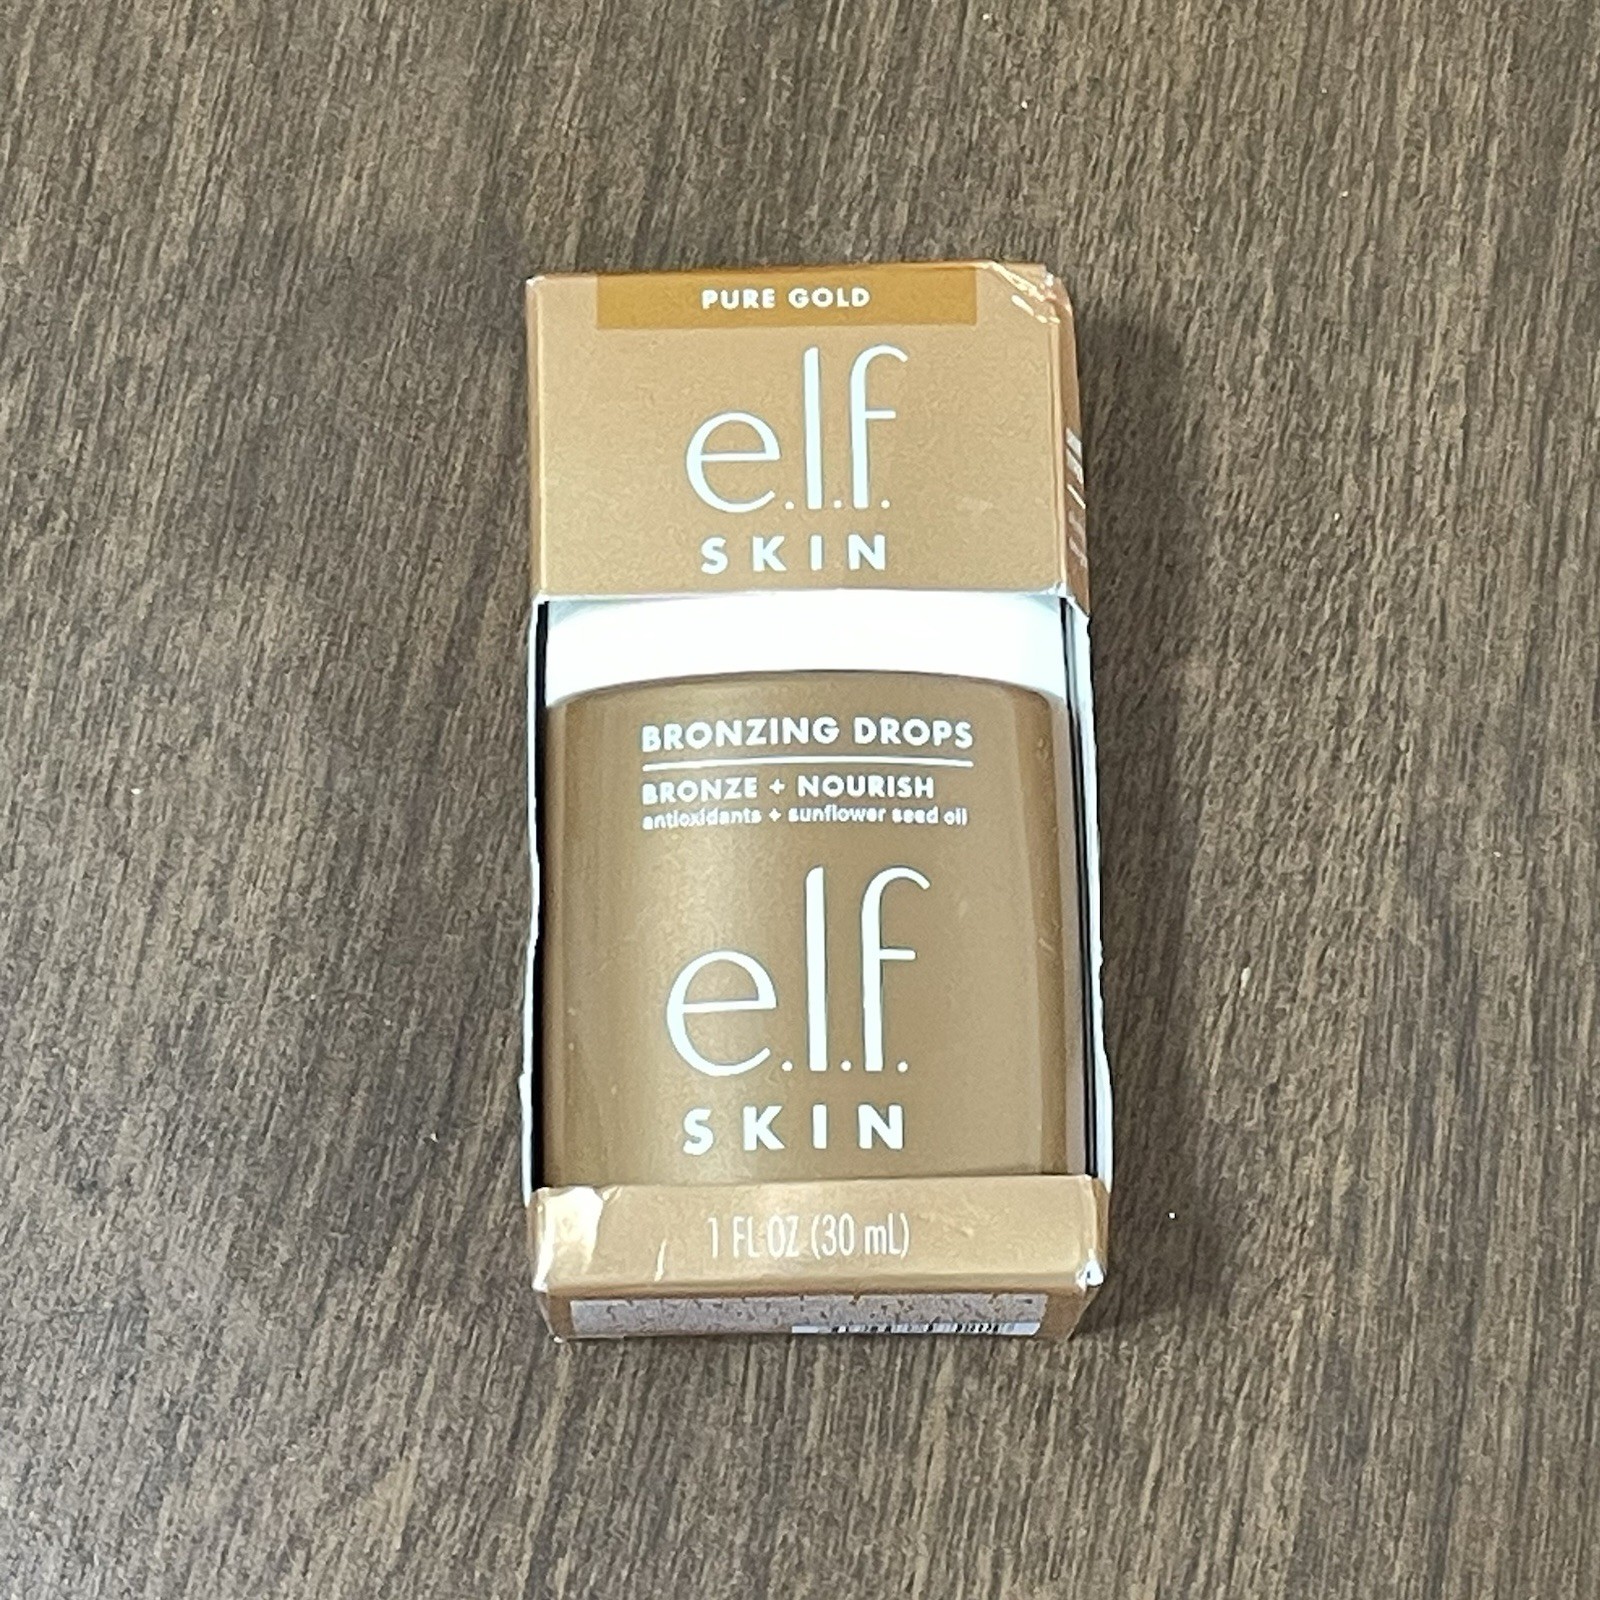 PURE GOLD
e.l.f.
SKIN
BRONZING DROPS
BRONZE + NOURISH
antioxidants + sunflower seed oil
e.l.f.
SKIN
1 FL OZ (30 mL)